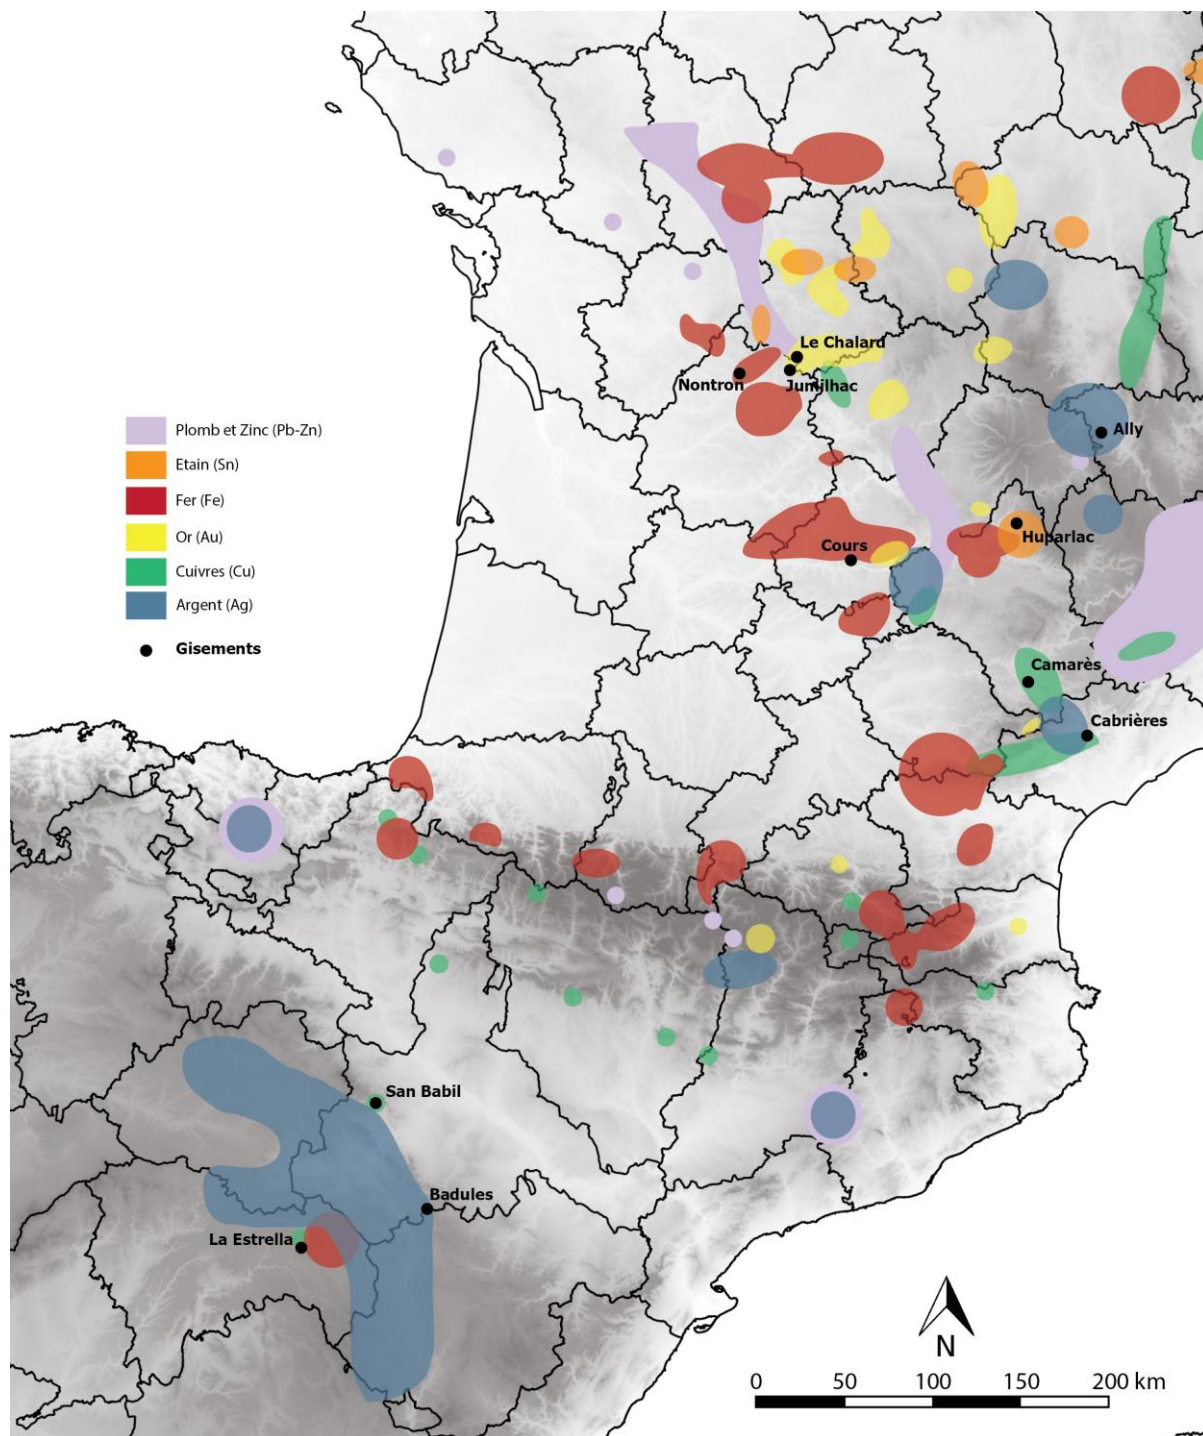 Le Chalard
Nontron
Jumilhac
Plomb et Zinc (Pb-Zn)
Ally
Etain (Sn)
Fer (Fe)
Or (Au)
Huparlac
Cours
Cuivres (Cu)
Argent (Ag)
Gisements
Camarès
Cabrières
San Babil
Badules
La Estrella
N
0 50 100 150 200 km